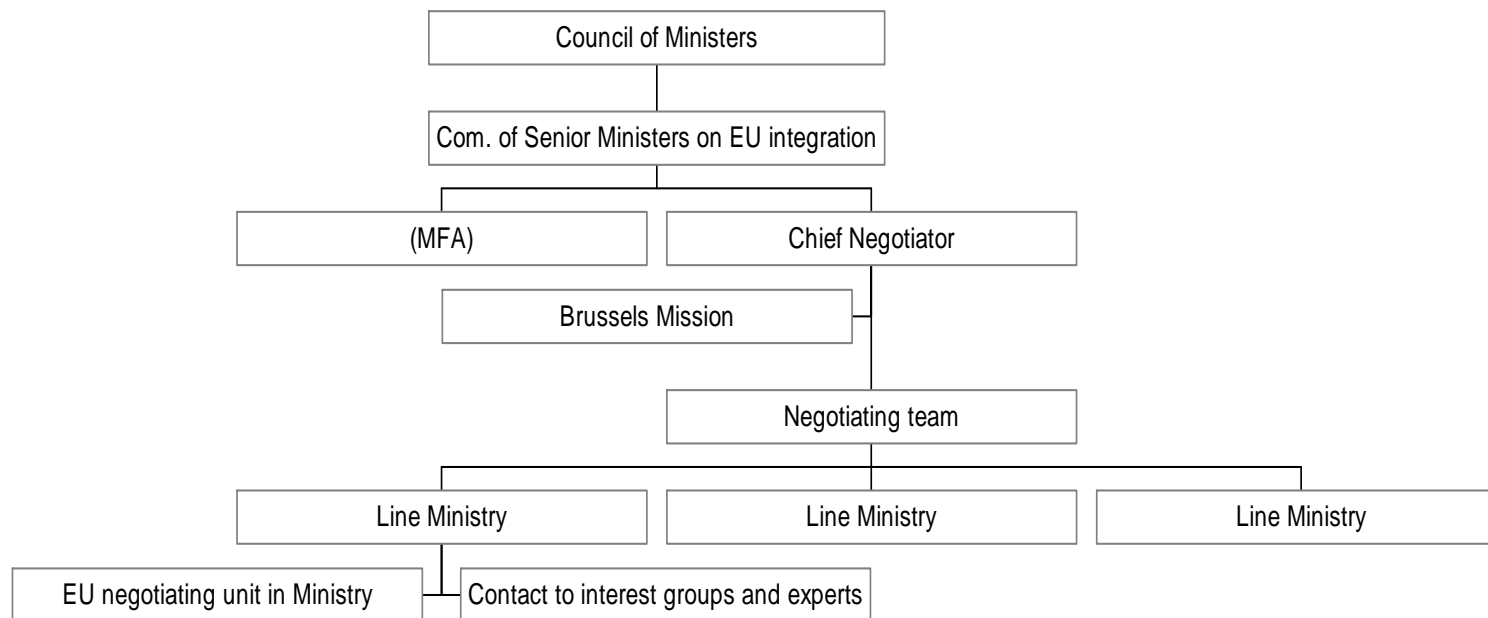 Council of Ministers
Com. of Senior Ministers on EU integration
(MFA)
Chief Negotiator
Brussels Mission
Negotiating team
Line Ministry
Line Ministry
Line Ministry
EU negotiating unit in Ministry
Contact to interest groups and experts